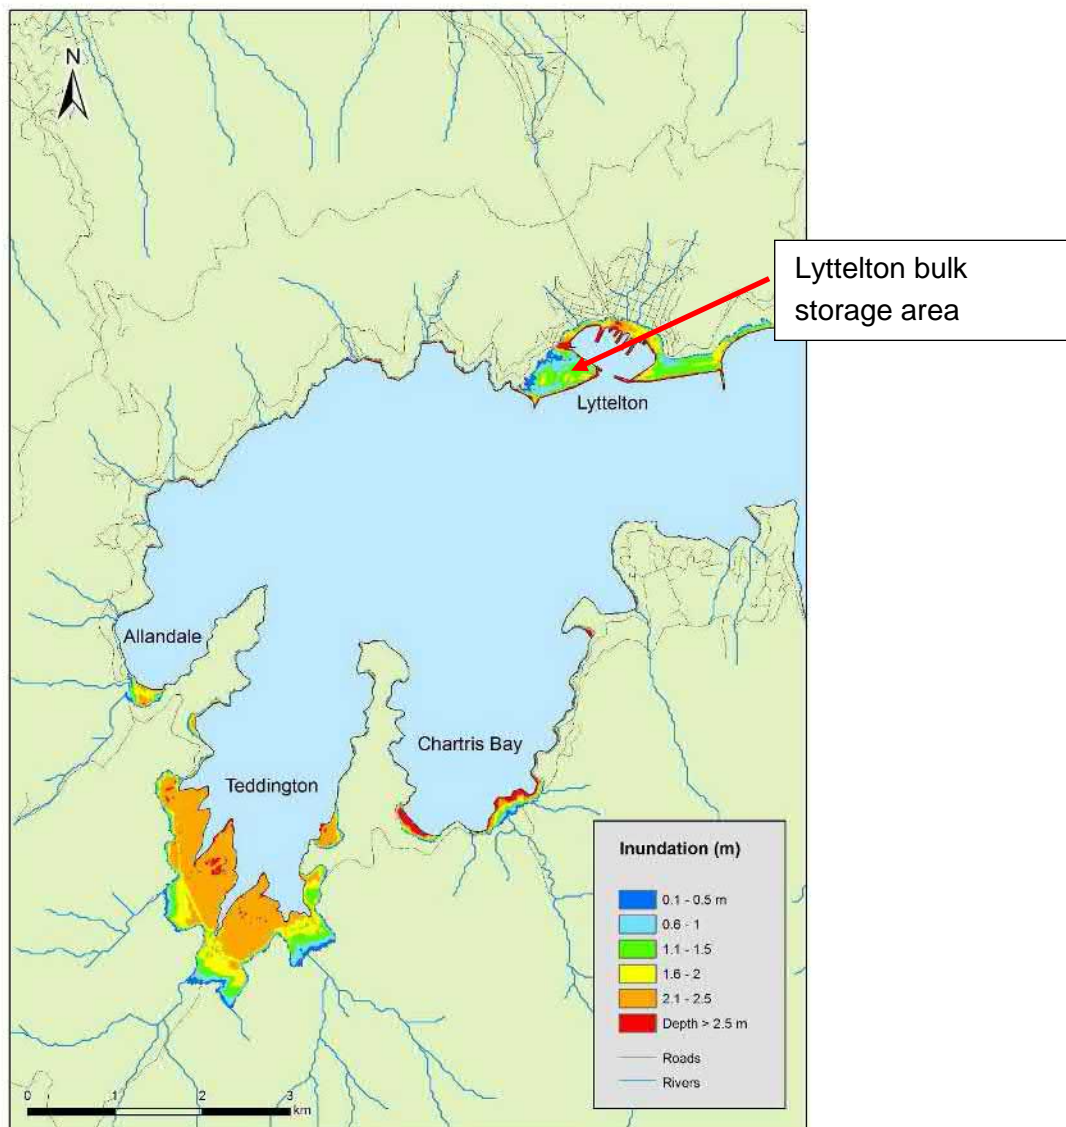 N
Lyttelton bulk
storage area
Lyttelton
Allandale
Chartris Bay
Teddington
Inundation (m)
0.1 - 0.5 m
0.6 - 1
1.1 - 1.5
1.6 - 2
2.1 - 2.5
Depth > 2.5 m
Roads
Rivers
0 1 2 3
km